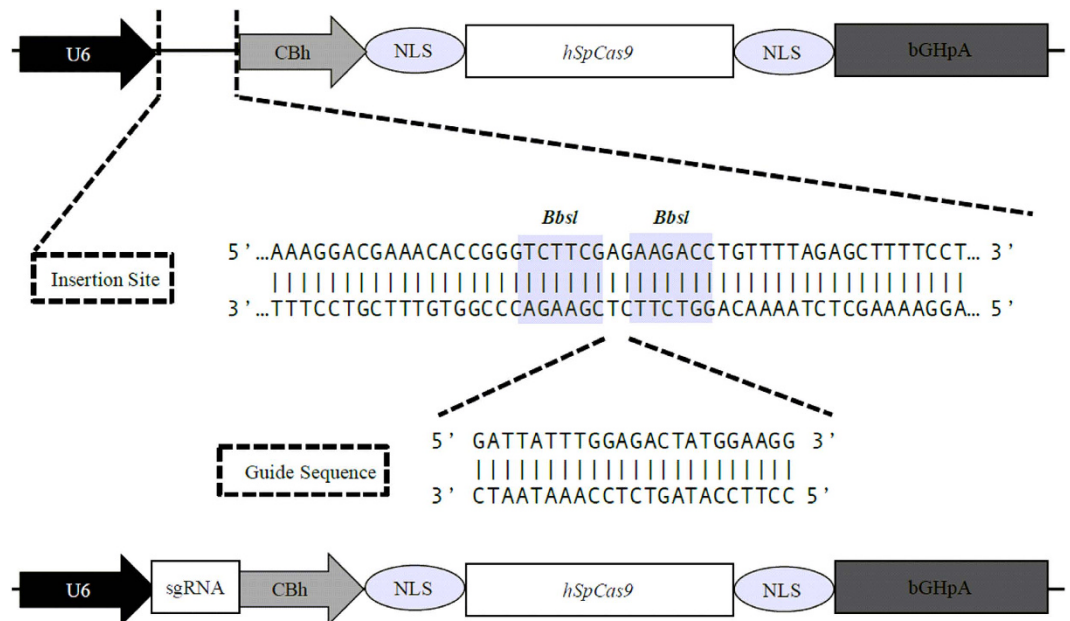 U6 CBh NLS hSpCas9 NLS bGHpA
BbsI BbsI
5’ …AAAGGACGAAACACCGGGTCTTCGAGAAGACCTGTTTTAGAGCTTTTCCT… 3’
Insertion Site
3’ …TTTCCTGCTTTGTGGCCCAGAAGCTCTTCTGGACAAAATCTCGAAAAGGA… 5’
5’ GATTATTTGGAGACTATGGAAGG 3’
Guide Sequence
3’ CTAATAAACCTCTGATACCTTCC 5’
U6 sgRNA CBh NLS hSpCas9 NLS bGHpA